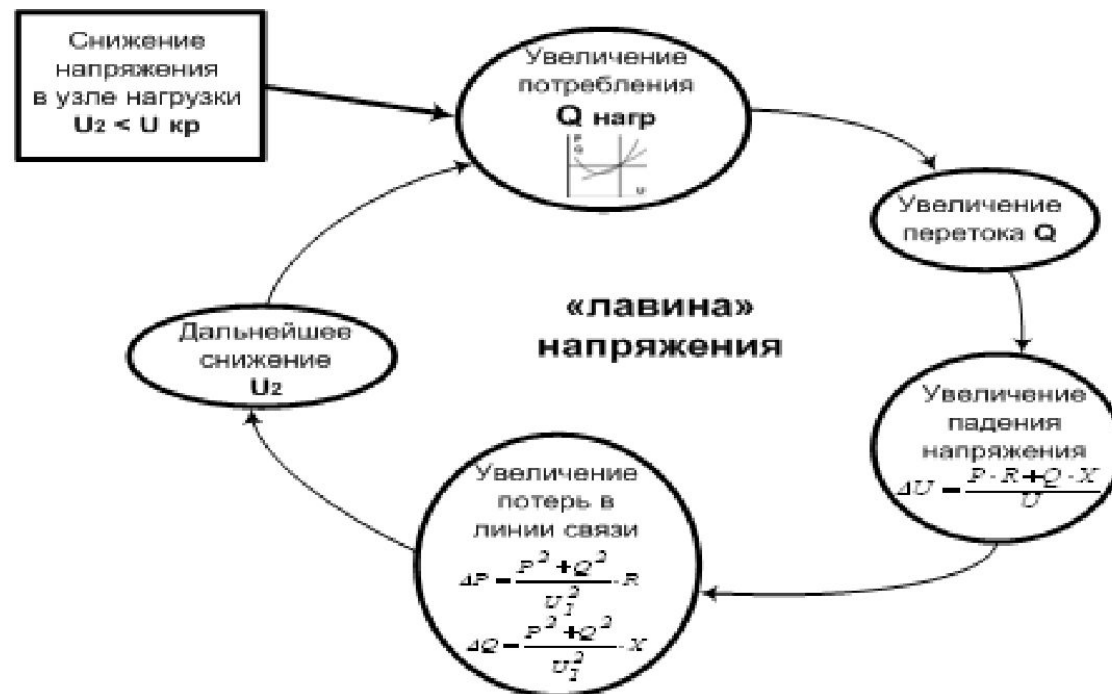 Снижение
напряжения
в узле нагрузки
U₂ < U кр
Увеличение
потребления
Q нагр
P
Q
u
Увеличение
перетока Q
«лавина»
напряжения
Увеличение
падения
напряжения
ΔU = (P · R + Q · X) / U
Увеличение
потерь в
линии связи
ΔP = (P² + Q²) / U₁² · R
ΔQ = (P² + Q²) / U₁² · X
Дальнейшее
снижение
U₂